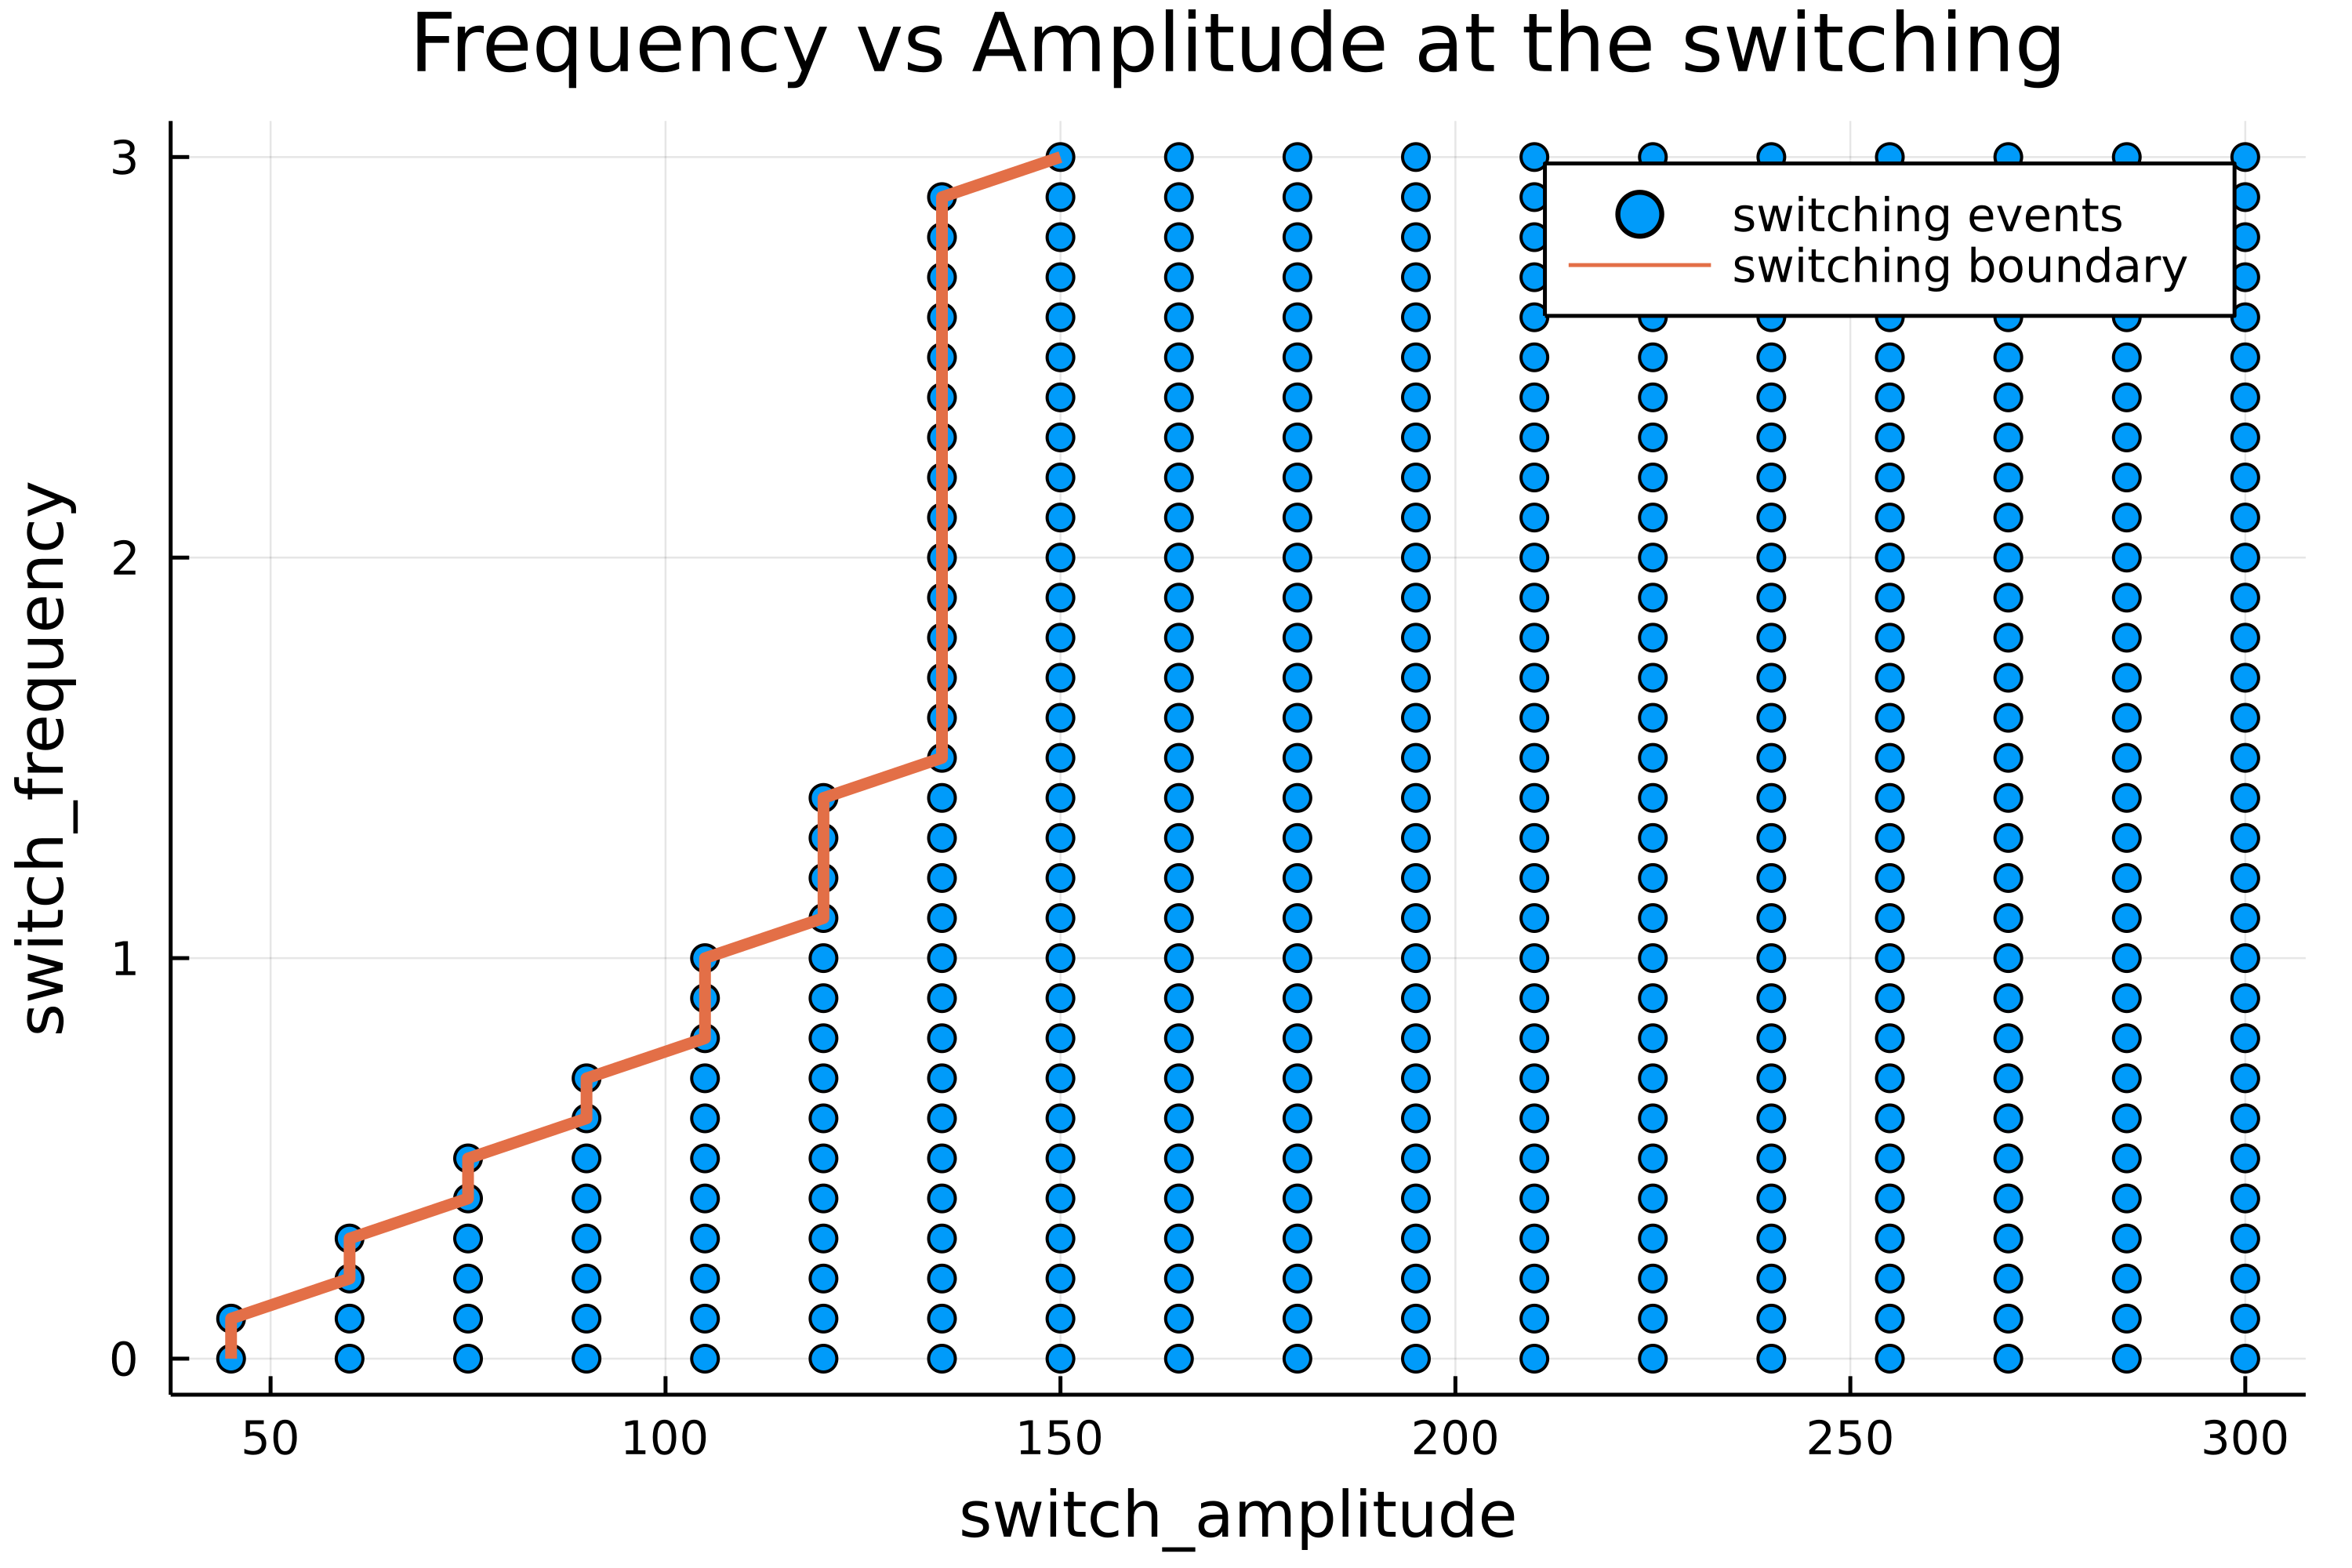 Frequency vs Amplitude at the switching
switch_frequency
3
2
1
0
switching events
switching boundary
50 100 150 200 250 300
switch_amplitude